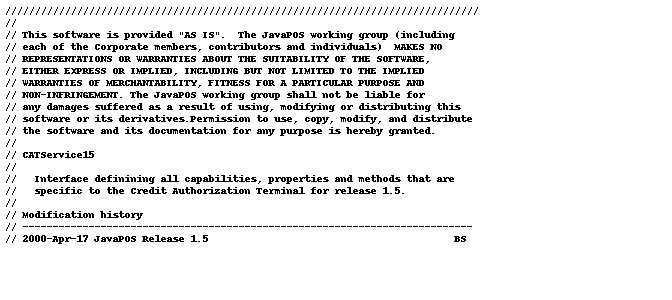 ///////////////////////////////////////////////////////////////////////////////
//
// This software is provided "AS IS".  The JavaPOS working group (including
// each of the Corporate members, contributors and individuals)  MAKES NO
// REPRESENTATIONS OR WARRANTIES ABOUT THE SUITABILITY OF THE SOFTWARE,
// EITHER EXPRESS OR IMPLIED, INCLUDING BUT NOT LIMITED TO THE IMPLIED
// WARRANTIES OF MERCHANTABILITY, FITNESS FOR A PARTICULAR PURPOSE AND
// NON-INFRINGEMENT. The JavaPOS working group shall not be liable for
// any damages suffered as a result of using, modifying or distributing this
// software or its derivatives.Permission to use, copy, modify, and distribute
// the software and its documentation for any purpose is hereby granted.
//
// CATService15
//
//   Interface definining all capabilities, properties and methods that are
//   specific to the Credit Authorization Terminal for release 1.5.
//
// Modification history
// ---------------------------------------------------------------------------
// 2000-Apr-17 JavaPOS Release 1.5                                         BS